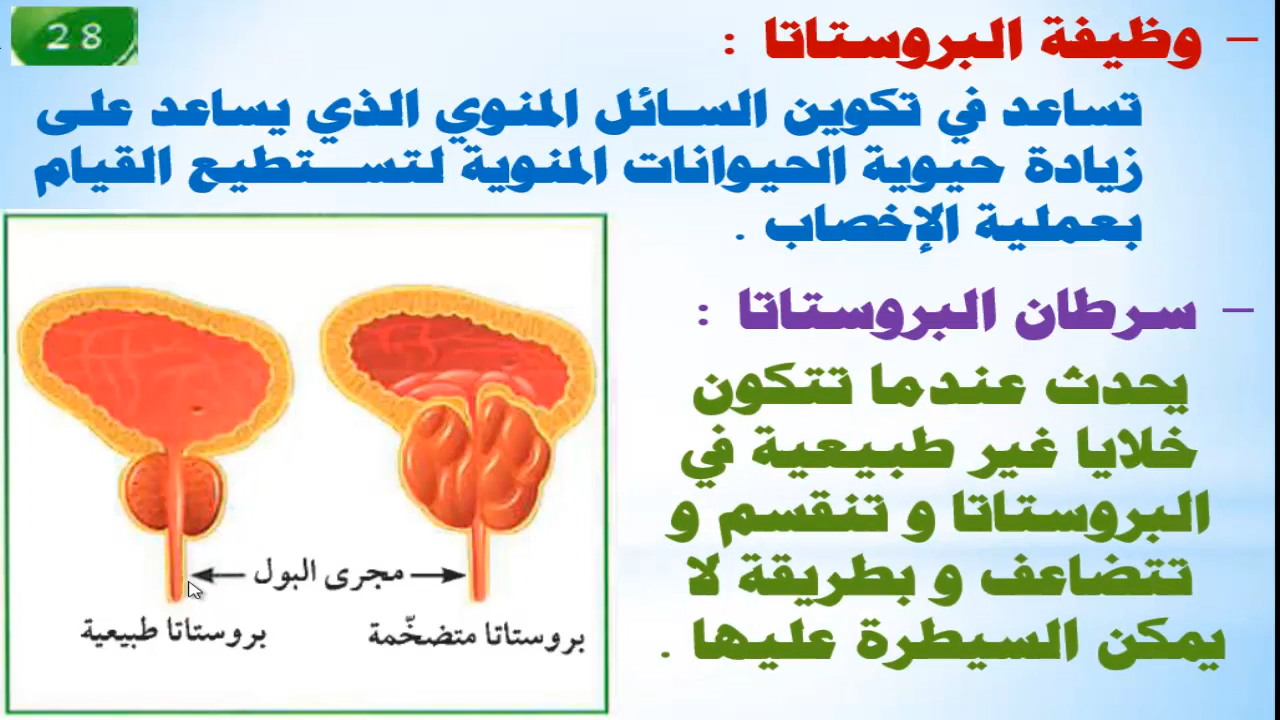 28
– وظيفة البروستاتا :
تساعد في تكوين السائل المنوي الذي يساعد على
زيادة حيوية الحيوانات المنوية لتستطيع القيام
بعملية الإخصاب .
– سرطان البروستاتا :
يحدث عندما تتكون
خلايا غير طبيعية في
البروستاتا و تنقسم و
تتضاعف و بطريقة لا
يمكن السيطرة عليها .
مجرى البول
بروستاتا متضخّمة
بروستاتا طبيعية